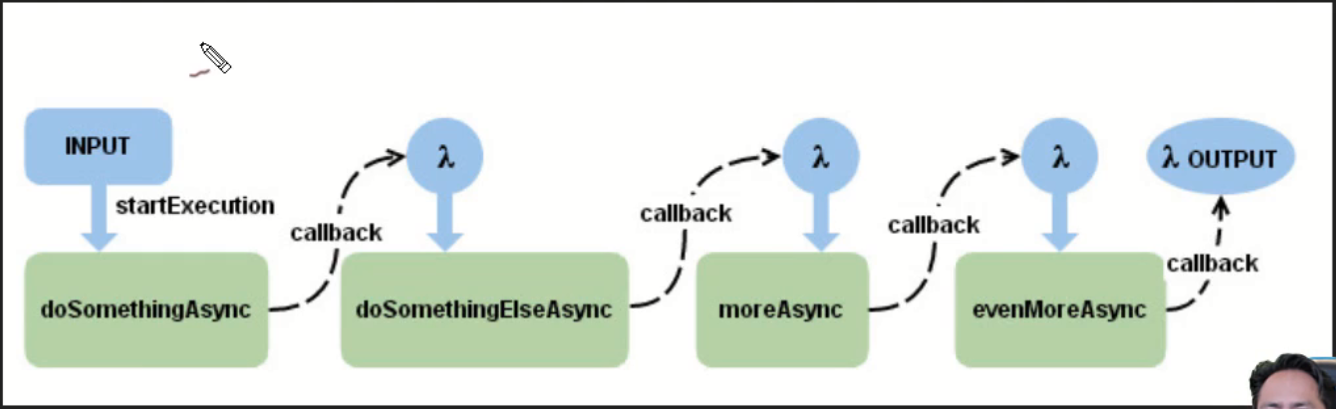 INPUT
startExecution
callback
λ
callback
λ
callback
λ
callback
λ OUTPUT
doSomethingAsync
doSomethingElseAsync
moreAsync
evenMoreAsync